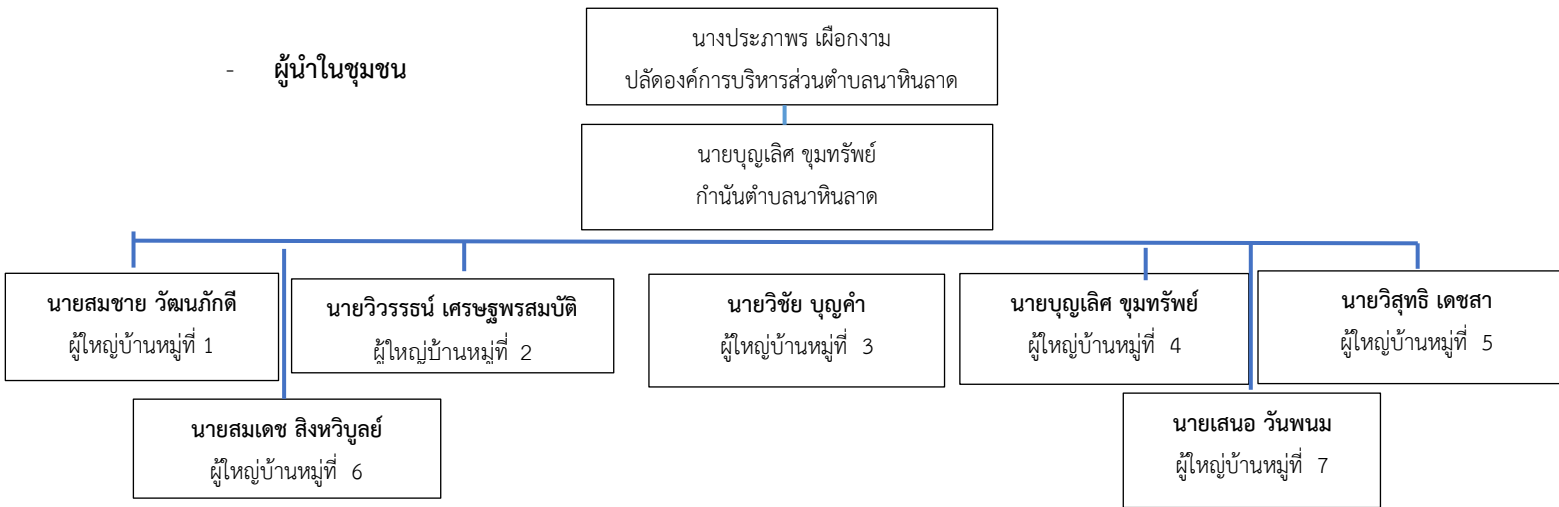 นางประภาพร เผือกงาม
ปลัดองค์การบริหารส่วนตำบลนาหินลาด
- ผู้นำในชุมชน
นายบุญเลิศ ขุมทรัพย์
กำนันตำบลนาหินลาด
นายสมชาย วัฒนภักดี
ผู้ใหญ่บ้านหมู่ที่ 1
นายวิวรรธน์ เศรษฐพรสมบัติ
ผู้ใหญ่บ้านหมู่ที่ 2
นายวิชัย บุญคำ
ผู้ใหญ่บ้านหมู่ที่ 3
นายบุญเลิศ ขุมทรัพย์
ผู้ใหญ่บ้านหมู่ที่ 4
นายวิสุทธิ เดชสา
ผู้ใหญ่บ้านหมู่ที่ 5
นายสมเดช สิงหวิบูลย์
ผู้ใหญ่บ้านหมู่ที่ 6
นายเสนอ วันพนม
ผู้ใหญ่บ้านหมู่ที่ 7